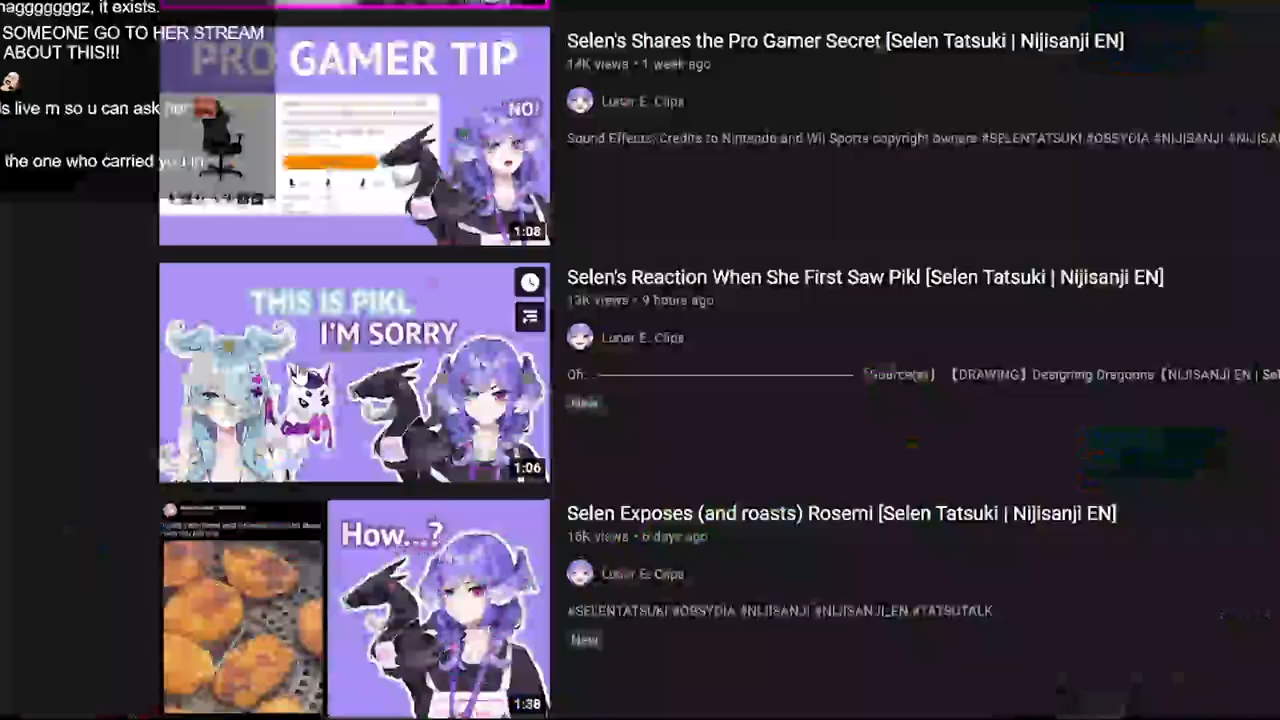 naggggggz, it exists.
SOMEONE GO TO HER STREAM
ABOUT THIS!!!
is live rn so u can ask her
the one who carried you in
PRO GAMER TIP
NO!
1:08
Selen's Shares the Pro Gamer Secret [Selen Tatsuki | Nijisanji EN]
14K views • 1 week ago
Lunar E. Clips
Sound Effects: Credits to Nintendo and Wii Sports copyright owners #SELENTATSUKI #OBSYDIA #NIJISANJI
THIS IS PIKL
I'M SORRY
1:06
Selen's Reaction When She First Saw Pikl [Selen Tatsuki | Nijisanji EN]
13K views • 9 hours ago
Lunar E. Clips
Oh... 【Source(s)】 【DRAWING】Designing Dragoons【NIJISANJI EN | Sel
New
How...?
1:38
Selen Exposes (and roasts) Rosemi [Selen Tatsuki | Nijisanji EN]
16K views • 6 days ago
Lunar E. Clips
#SELENTATSUKI #OBSYDIA #NIJISANJI #NIJISANJI_EN #TATSUTALK
New